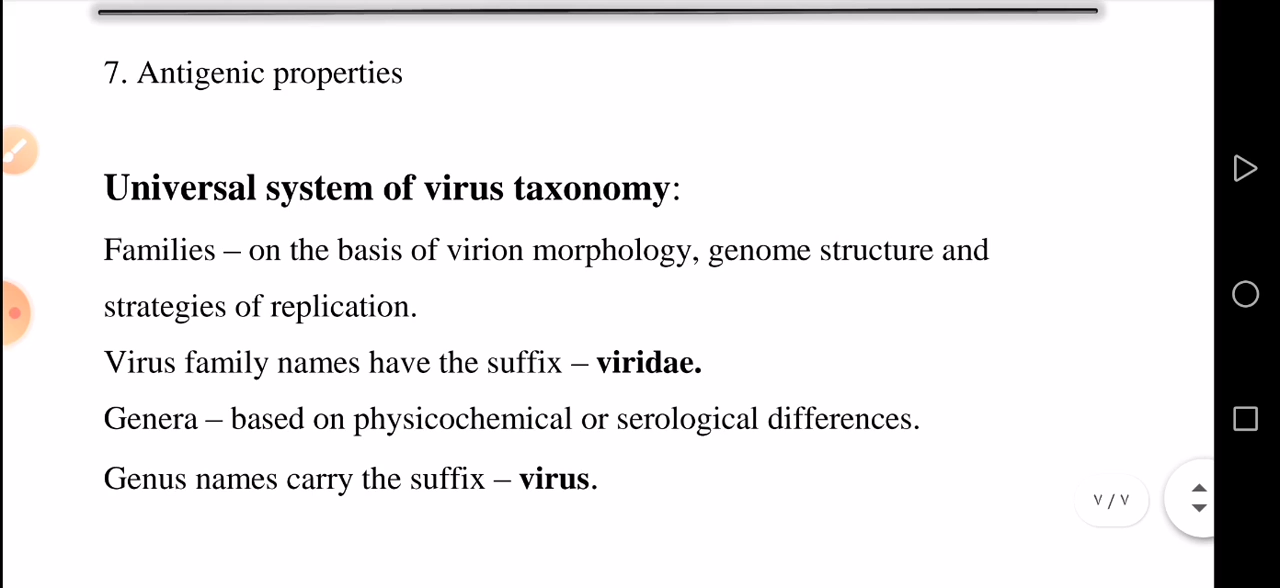 7. Antigenic properties
Universal system of virus taxonomy:
Families – on the basis of virion morphology, genome structure and
strategies of replication.
Virus family names have the suffix – viridae.
Genera – based on physicochemical or serological differences.
Genus names carry the suffix – virus.
٧ / ٧